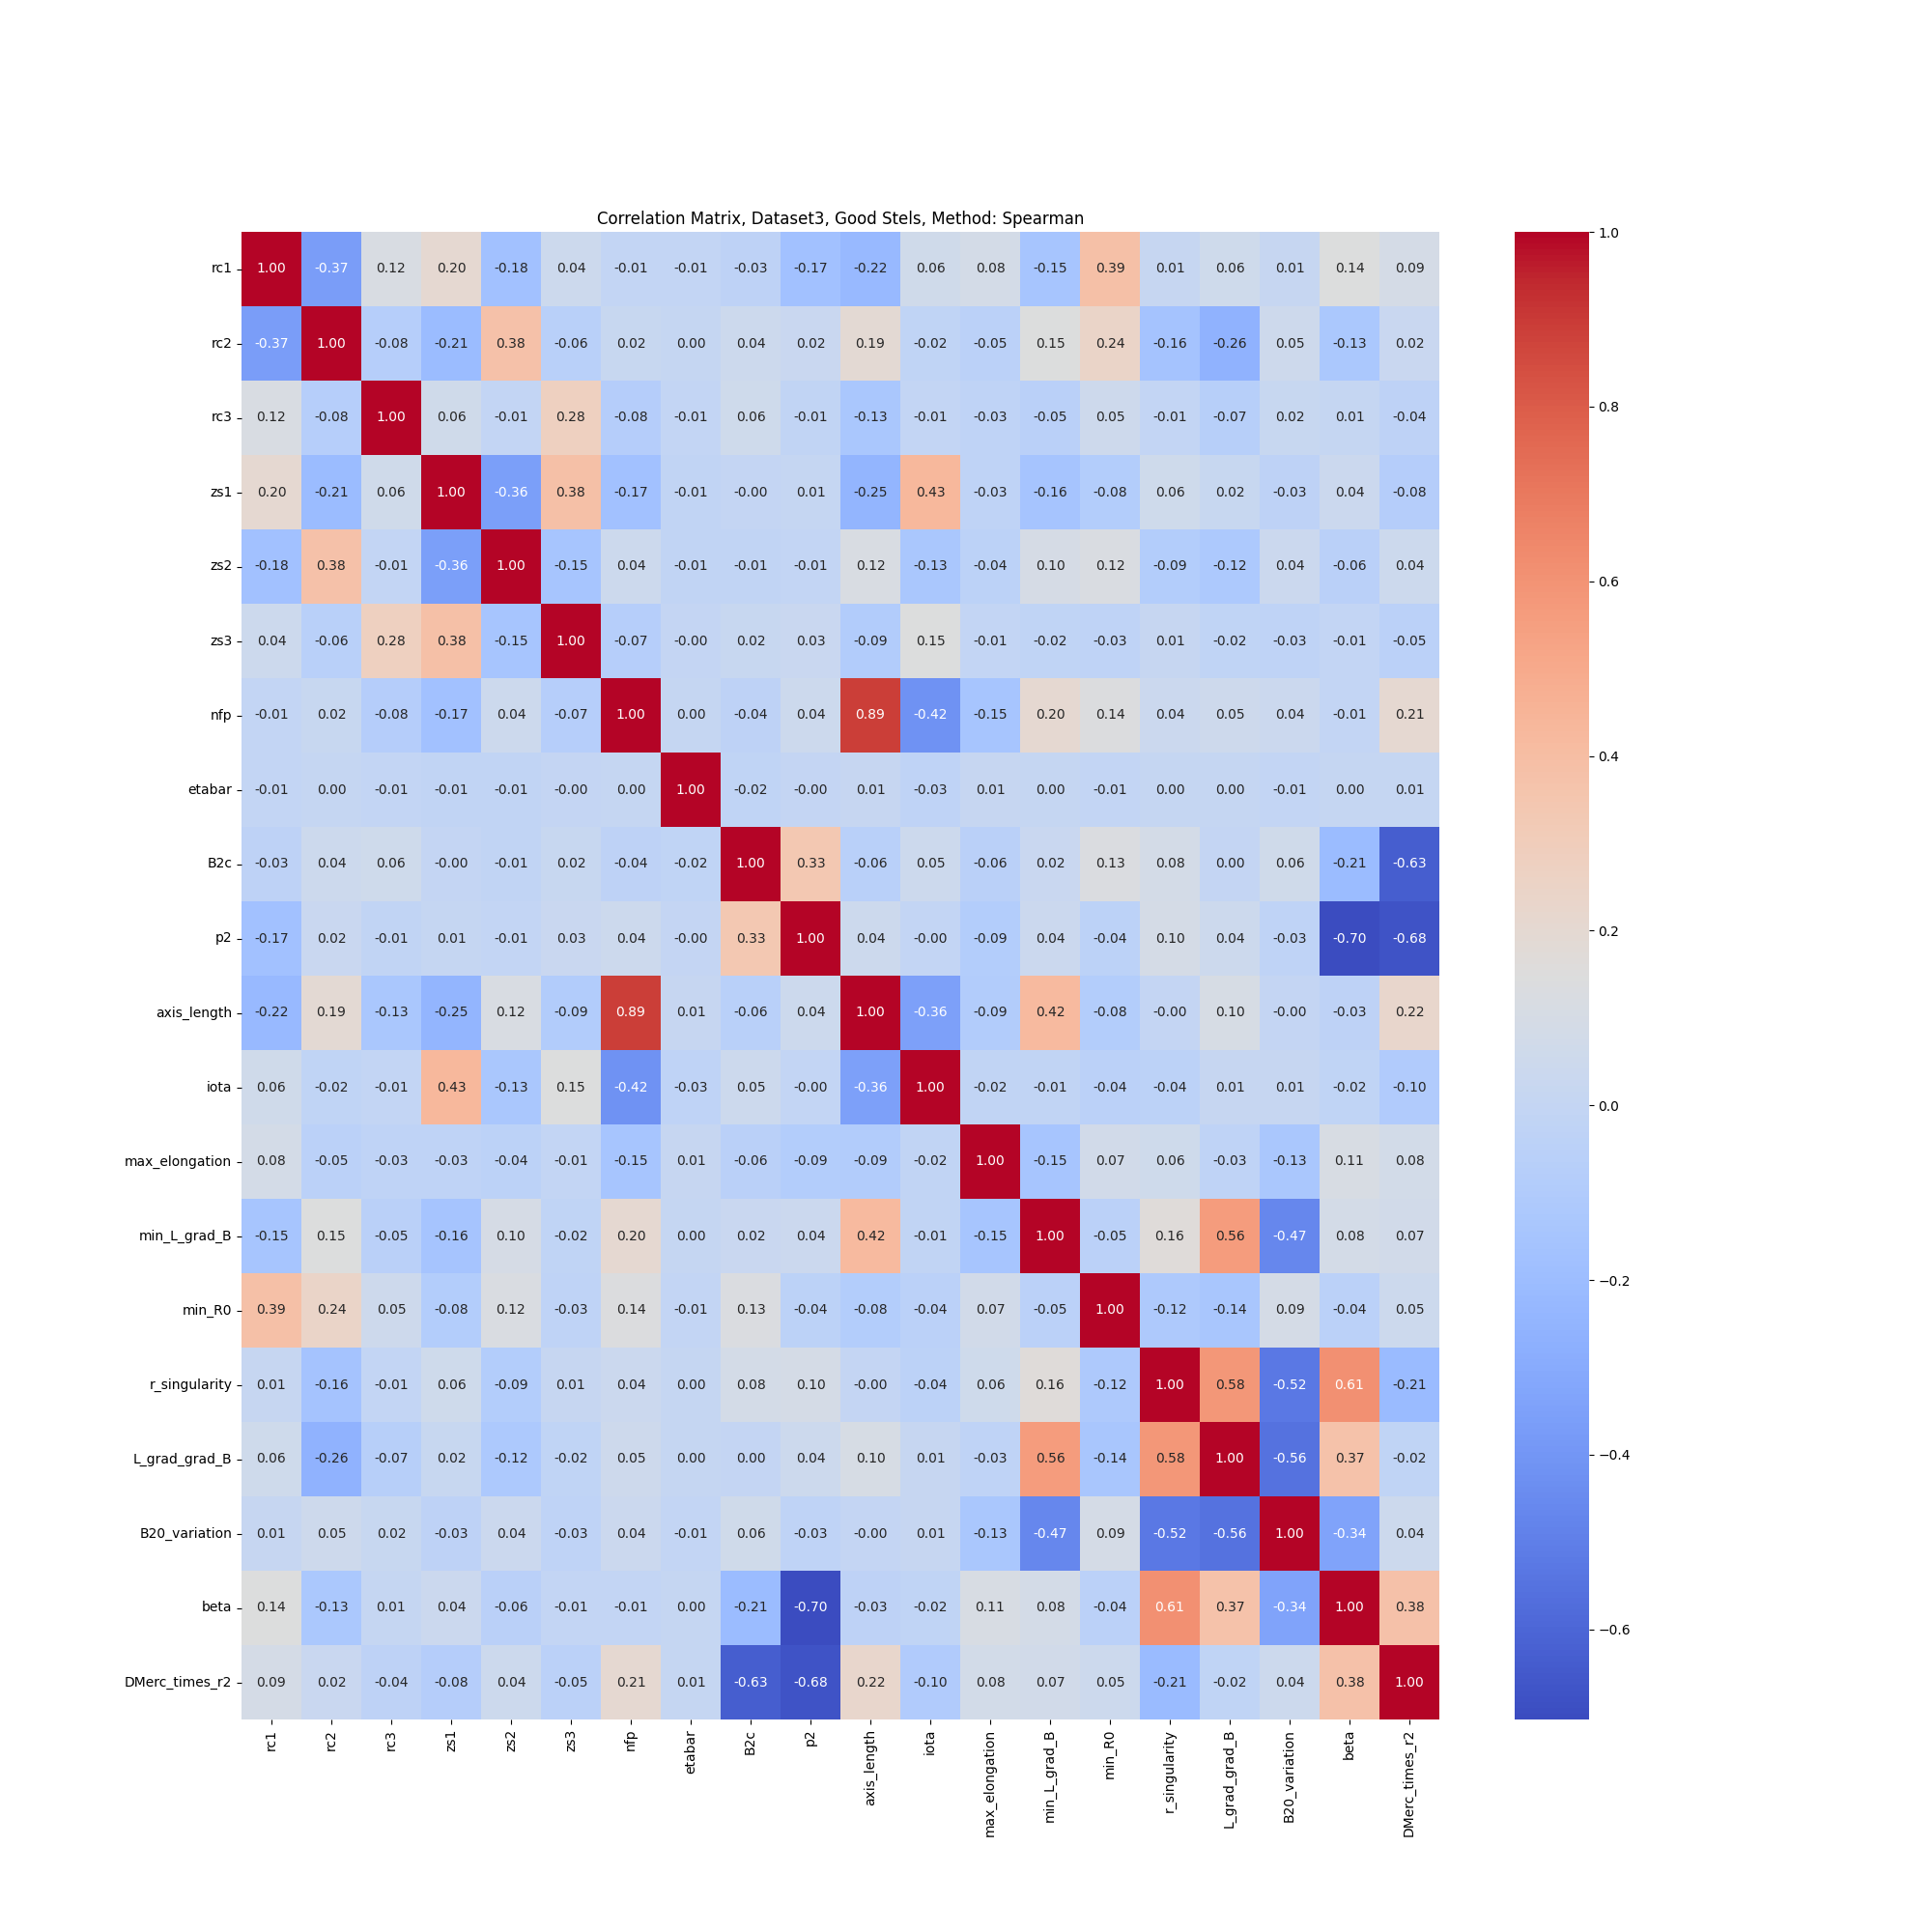 Correlation Matrix, Dataset3, Good Stels, Method: Spearman
rc1 1.00 -0.37 0.12 0.20 -0.18 0.04 -0.01 -0.01 -0.03 -0.17 -0.22 0.06 0.08 -0.15 0.39 0.01 0.06 0.01 0.14 0.09
rc2 -0.37 1.00 -0.08 -0.21 0.38 -0.06 0.02 0.00 0.04 0.02 0.19 -0.02 -0.05 0.15 0.24 -0.16 -0.26 0.05 -0.13 0.02
rc3 0.12 -0.08 1.00 0.06 -0.01 0.28 -0.08 -0.01 0.06 -0.01 -0.13 -0.01 -0.03 -0.05 0.05 -0.01 -0.07 0.02 0.01 -0.04
zs1 0.20 -0.21 0.06 1.00 -0.36 0.38 -0.17 -0.01 -0.00 0.01 -0.25 0.43 -0.03 -0.16 -0.08 0.06 0.02 -0.03 0.04 -0.08
zs2 -0.18 0.38 -0.01 -0.36 1.00 -0.15 0.04 -0.01 -0.01 -0.01 0.12 -0.13 -0.04 0.10 0.12 -0.09 -0.12 0.04 -0.06 0.04
zs3 0.04 -0.06 0.28 0.38 -0.15 1.00 -0.07 -0.00 0.02 0.03 -0.09 0.15 -0.01 -0.02 -0.03 0.01 -0.02 -0.03 -0.01 -0.05
nfp -0.01 0.02 -0.08 -0.17 0.04 -0.07 1.00 0.00 -0.04 0.04 0.89 -0.42 -0.15 0.20 0.14 0.04 0.05 0.04 -0.01 0.21
etabar -0.01 0.00 -0.01 -0.01 -0.01 -0.00 0.00 1.00 -0.02 -0.00 0.01 -0.03 0.01 0.00 -0.01 0.00 0.00 -0.01 0.00 0.01
B2c -0.03 0.04 0.06 -0.00 -0.01 0.02 -0.04 -0.02 1.00 0.33 -0.06 0.05 -0.06 0.02 0.13 0.08 0.00 0.06 -0.21 -0.63
p2 -0.17 0.02 -0.01 0.01 -0.01 0.03 0.04 -0.00 0.33 1.00 0.04 -0.00 -0.09 0.04 -0.04 0.10 0.04 -0.03 -0.70 -0.68
axis_length -0.22 0.19 -0.13 -0.25 0.12 -0.09 0.89 0.01 -0.06 0.04 1.00 -0.36 -0.09 0.42 -0.08 -0.00 0.10 -0.00 -0.03 0.22
iota 0.06 -0.02 -0.01 0.43 -0.13 0.15 -0.42 -0.03 0.05 -0.00 -0.36 1.00 -0.02 -0.01 -0.04 -0.04 0.01 0.01 -0.02 -0.10
max_elongation 0.08 -0.05 -0.03 -0.03 -0.04 -0.01 -0.15 0.01 -0.06 -0.09 -0.09 -0.02 1.00 -0.15 0.07 0.06 -0.03 -0.13 0.11 0.08
min_L_grad_B -0.15 0.15 -0.05 -0.16 0.10 -0.02 0.20 0.00 0.02 0.04 0.42 -0.01 -0.15 1.00 -0.05 0.16 0.56 -0.47 0.08 0.07
min_R0 0.39 0.24 0.05 -0.08 0.12 -0.03 0.14 -0.01 0.13 -0.04 -0.08 -0.04 0.07 -0.05 1.00 -0.12 -0.14 0.09 -0.04 0.05
r_singularity 0.01 -0.16 -0.01 0.06 -0.09 0.01 0.04 0.00 0.08 0.10 -0.00 -0.04 0.06 0.16 -0.12 1.00 0.58 -0.52 0.61 -0.21
L_grad_grad_B 0.06 -0.26 -0.07 0.02 -0.12 -0.02 0.05 0.00 0.00 0.04 0.10 0.01 -0.03 0.56 -0.14 0.58 1.00 -0.56 0.37 -0.02
B20_variation 0.01 0.05 0.02 -0.03 0.04 -0.03 0.04 -0.01 0.06 -0.03 -0.00 0.01 -0.13 -0.47 0.09 -0.52 -0.56 1.00 -0.34 0.04
beta 0.14 -0.13 0.01 0.04 -0.06 -0.01 -0.01 0.00 -0.21 -0.70 -0.03 -0.02 0.11 0.08 -0.04 0.61 0.37 -0.34 1.00 0.38
DMerc_times_r2 0.09 0.02 -0.04 -0.08 0.04 -0.05 0.21 0.01 -0.63 -0.68 0.22 -0.10 0.08 0.07 0.05 -0.21 -0.02 0.04 0.38 1.00
rc1 rc2 rc3 zs1 zs2 zs3 nfp etabar B2c p2 axis_length iota max_elongation min_L_grad_B min_R0 r_singularity L_grad_grad_B B20_variation beta DMerc_times_r2
1.0
0.8
0.6
0.4
0.2
0.0
−0.2
−0.4
−0.6